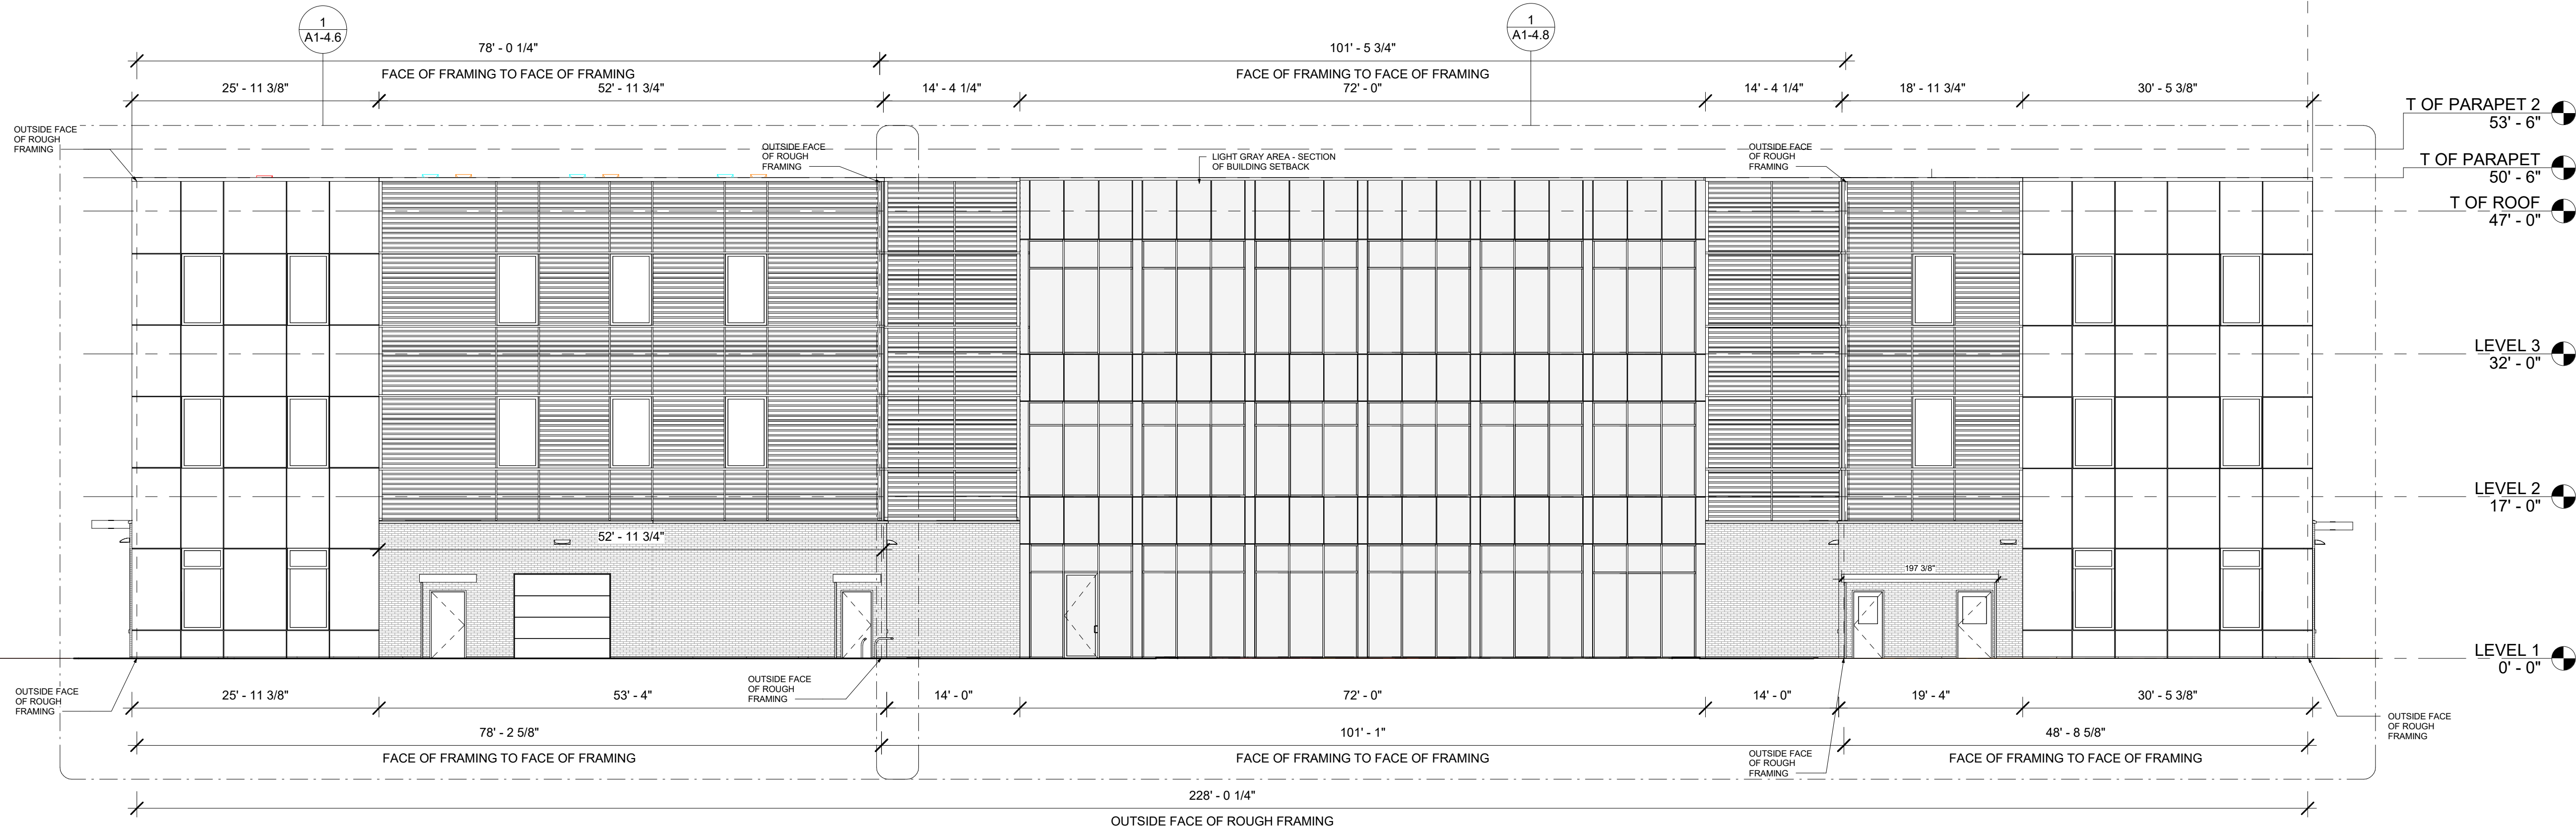 1
A1-4.6
1
A1-4.8
78' - 0 1/4"
101' - 5 3/4"
FACE OF FRAMING TO FACE OF FRAMING
FACE OF FRAMING TO FACE OF FRAMING
25' - 11 3/8"
52' - 11 3/4"
14' - 4 1/4"
72' - 0"
14' - 4 1/4"
18' - 11 3/4"
30' - 5 3/8"
T OF PARAPET 2
53' - 6"
OUTSIDE FACE
OF ROUGH
FRAMING
OUTSIDE FACE
OF ROUGH
FRAMING
LIGHT GRAY AREA - SECTION
OF BUILDING SETBACK
OUTSIDE FACE
OF ROUGH
FRAMING
T OF PARAPET
50' - 6"
T OF ROOF
47' - 0"
LEVEL 3
32' - 0"
LEVEL 2
17' - 0"
52' - 11 3/4"
197 3/8"
LEVEL 1
0' - 0"
OUTSIDE FACE
OF ROUGH
FRAMING
25' - 11 3/8"
53' - 4"
OUTSIDE FACE
OF ROUGH
FRAMING
14' - 0"
72' - 0"
14' - 0"
19' - 4"
30' - 5 3/8"
OUTSIDE FACE
OF ROUGH
FRAMING
78' - 2 5/8"
101' - 1"
48' - 8 5/8"
FACE OF FRAMING TO FACE OF FRAMING
FACE OF FRAMING TO FACE OF FRAMING
OUTSIDE FACE
OF ROUGH
FRAMING
FACE OF FRAMING TO FACE OF FRAMING
228' - 0 1/4"
OUTSIDE FACE OF ROUGH FRAMING